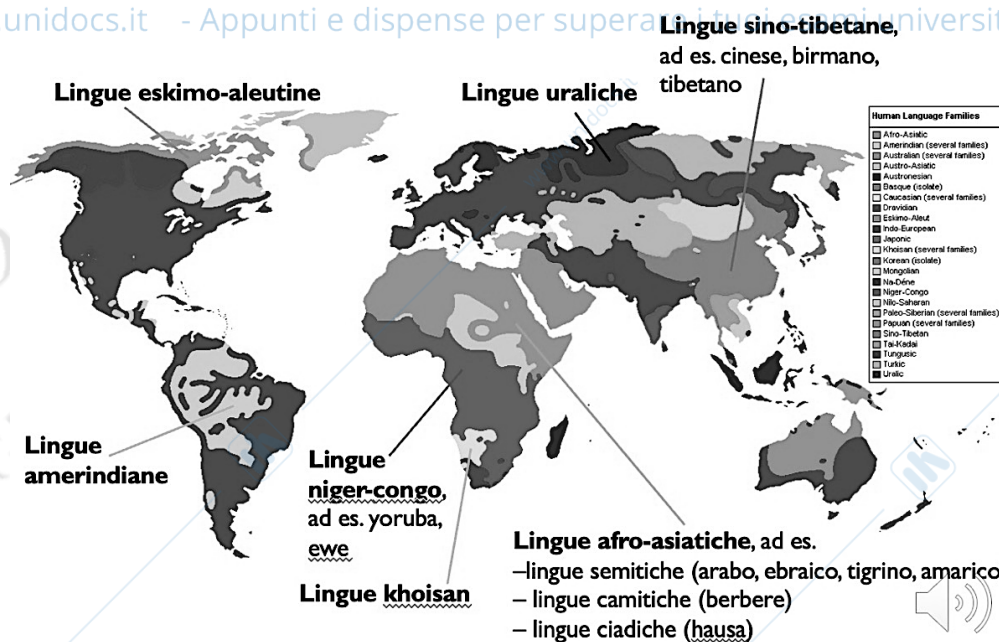 unidocs.it - Appunti e dispense per superare i tuoi esami universit
Lingue sino-tibetane,
ad es. cinese, birmano,
tibetano
Lingue eskimo-aleutine
Lingue uraliche
Human Language Families
Afro-Asiatic
Amerindian (several families)
Australian (several families)
Austro-Asiatic
Austronesian
Basque (isolate)
Caucasian (several families)
Dravidian
Eskimo-Aleut
Indo-European
Japonic
Khoisan (several families)
Korean (isolate)
Mongolian
Na-Déne
Niger-Congo
Nilo-Saharan
Paleo-Siberian (several families)
Papuan (several families)
Sino-Tibetan
Tai-Kadai
Tungusic
Turkic
Uralic
Lingue
amerindiane
Lingue
niger-congo,
ad es. yoruba,
ewe
Lingue khoisan
Lingue afro-asiatiche, ad es.
–lingue semitiche (arabo, ebraico, tigrino, amarico
– lingue camitiche (berbere)
– lingue ciadiche (hausa)